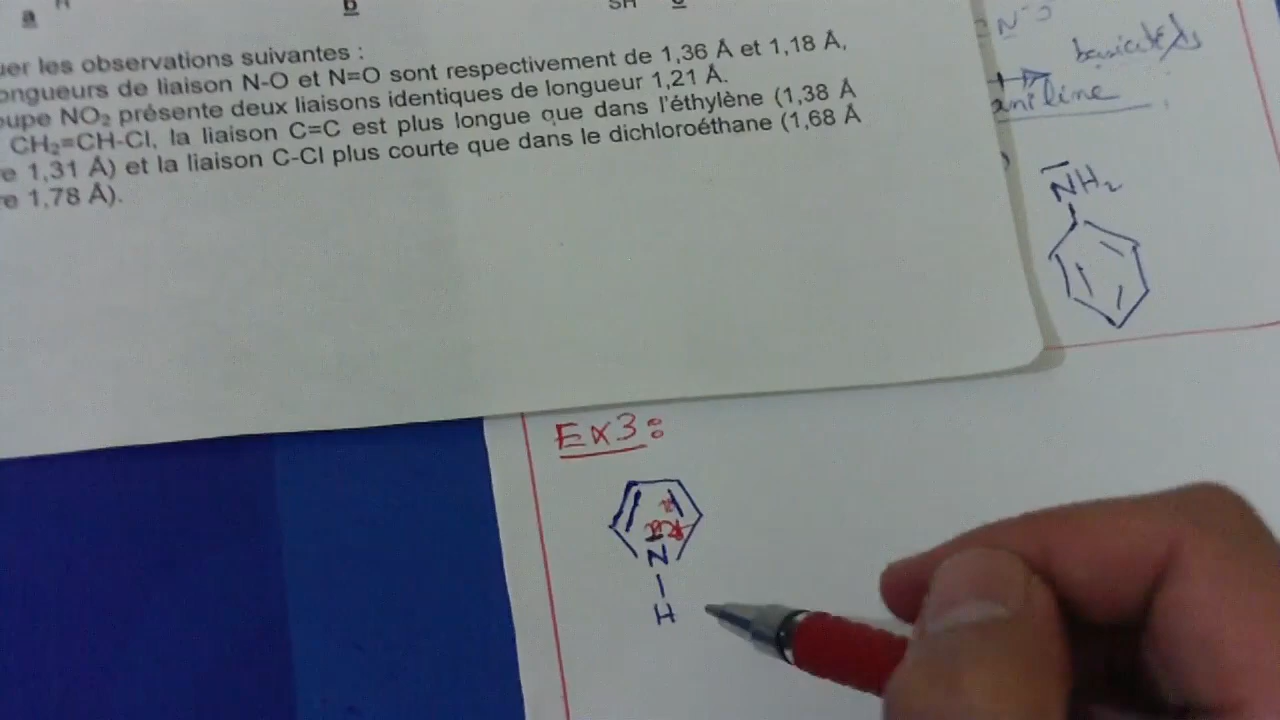 a
b
SH
uer les observations suivantes :
ongueurs de liaison N-O et N=O sont respectivement de 1,36 Å et 1,18 Å,
oupe NO₂ présente deux liaisons identiques de longueur 1,21 Å.
CH₂=CH-Cl, la liaison C=C est plus longue que dans l'éthylène (1,38 Å
e 1,31 Å) et la liaison C-Cl plus courte que dans le dichloroéthane (1,68 Å
re 1,78 Å).
aniline
NH₂
Ex3:
N
H